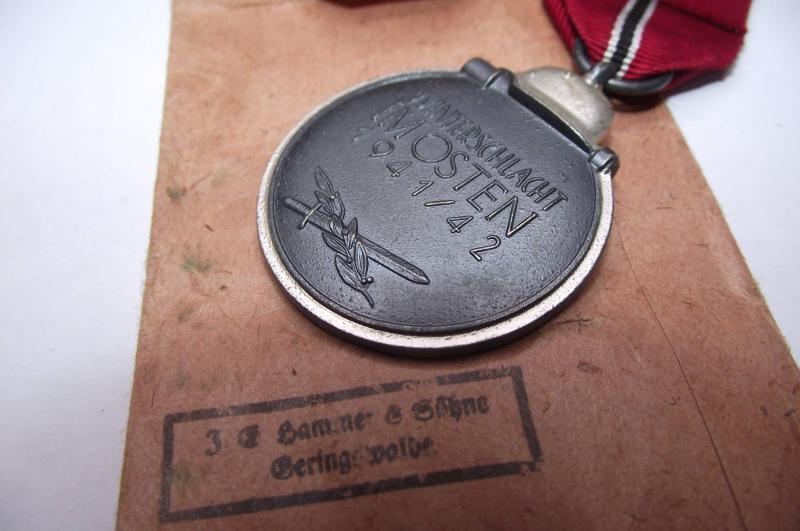 WINTERSCHLACHT
IM OSTEN
1941/42
J. E. Hammer & Söhne
Geringswalde